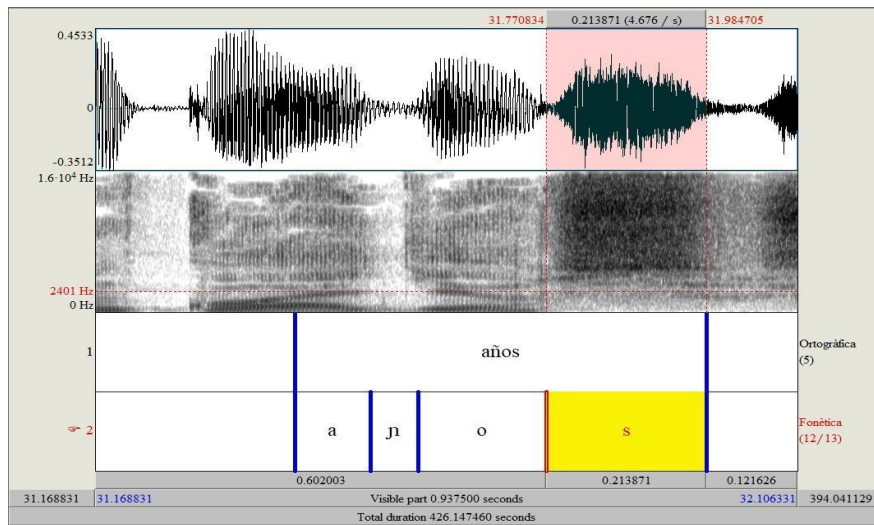 31.770834 0.213871 (4.676 / s) 31.984705
0.4533
0
-0.3512
1.6·10⁴ Hz
2401 Hz
0 Hz
1 años Ortogràfica
(5)
☞ 2 a ɲ o s Fonètica
(12/13)
0.602003 0.213871 0.121626
31.168831 31.168831 Visible part 0.937500 seconds 32.106331 394.041129
Total duration 426.147460 seconds